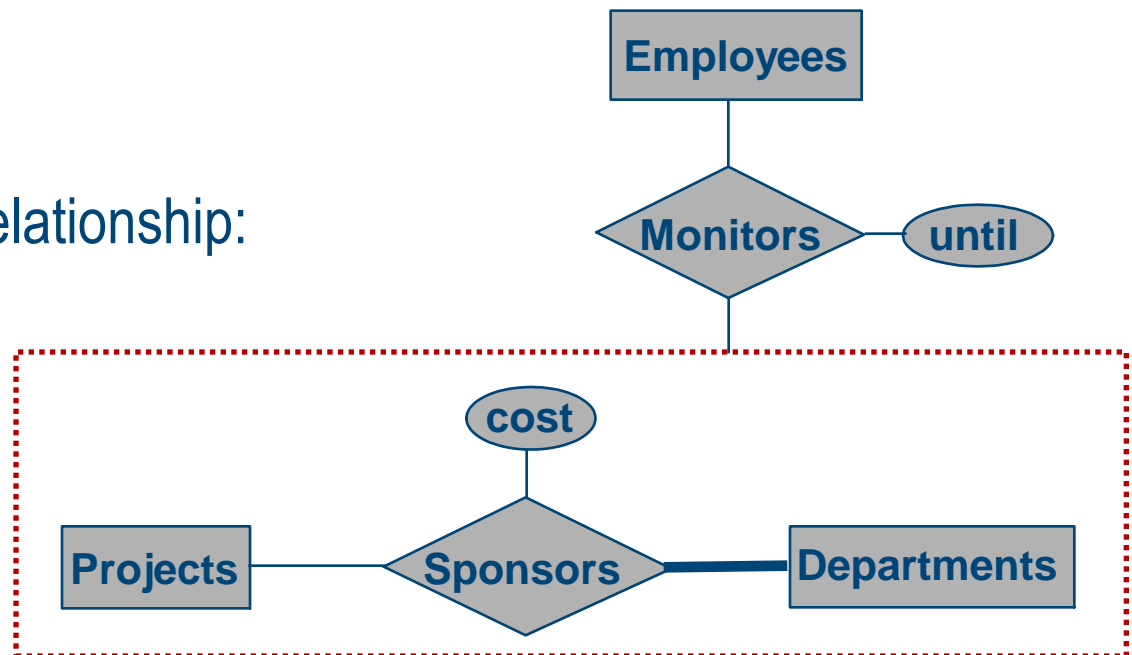 Employees
elationship:
Monitors
until
cost
Projects
Sponsors
Departments